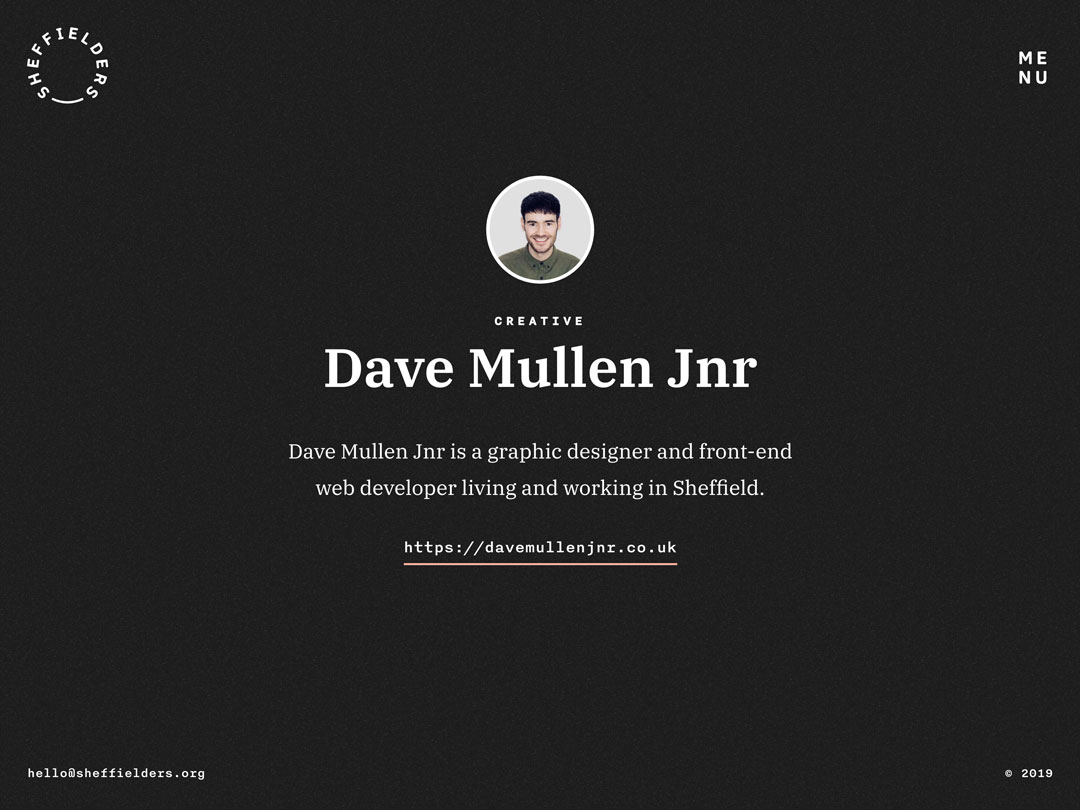 SHEFFIELDERS
ME
NU
CREATIVE
Dave Mullen Jnr
Dave Mullen Jnr is a graphic designer and front-end
web developer living and working in Sheffield.
https://davemullenjnr.co.uk
hello@sheffielders.org
© 2019